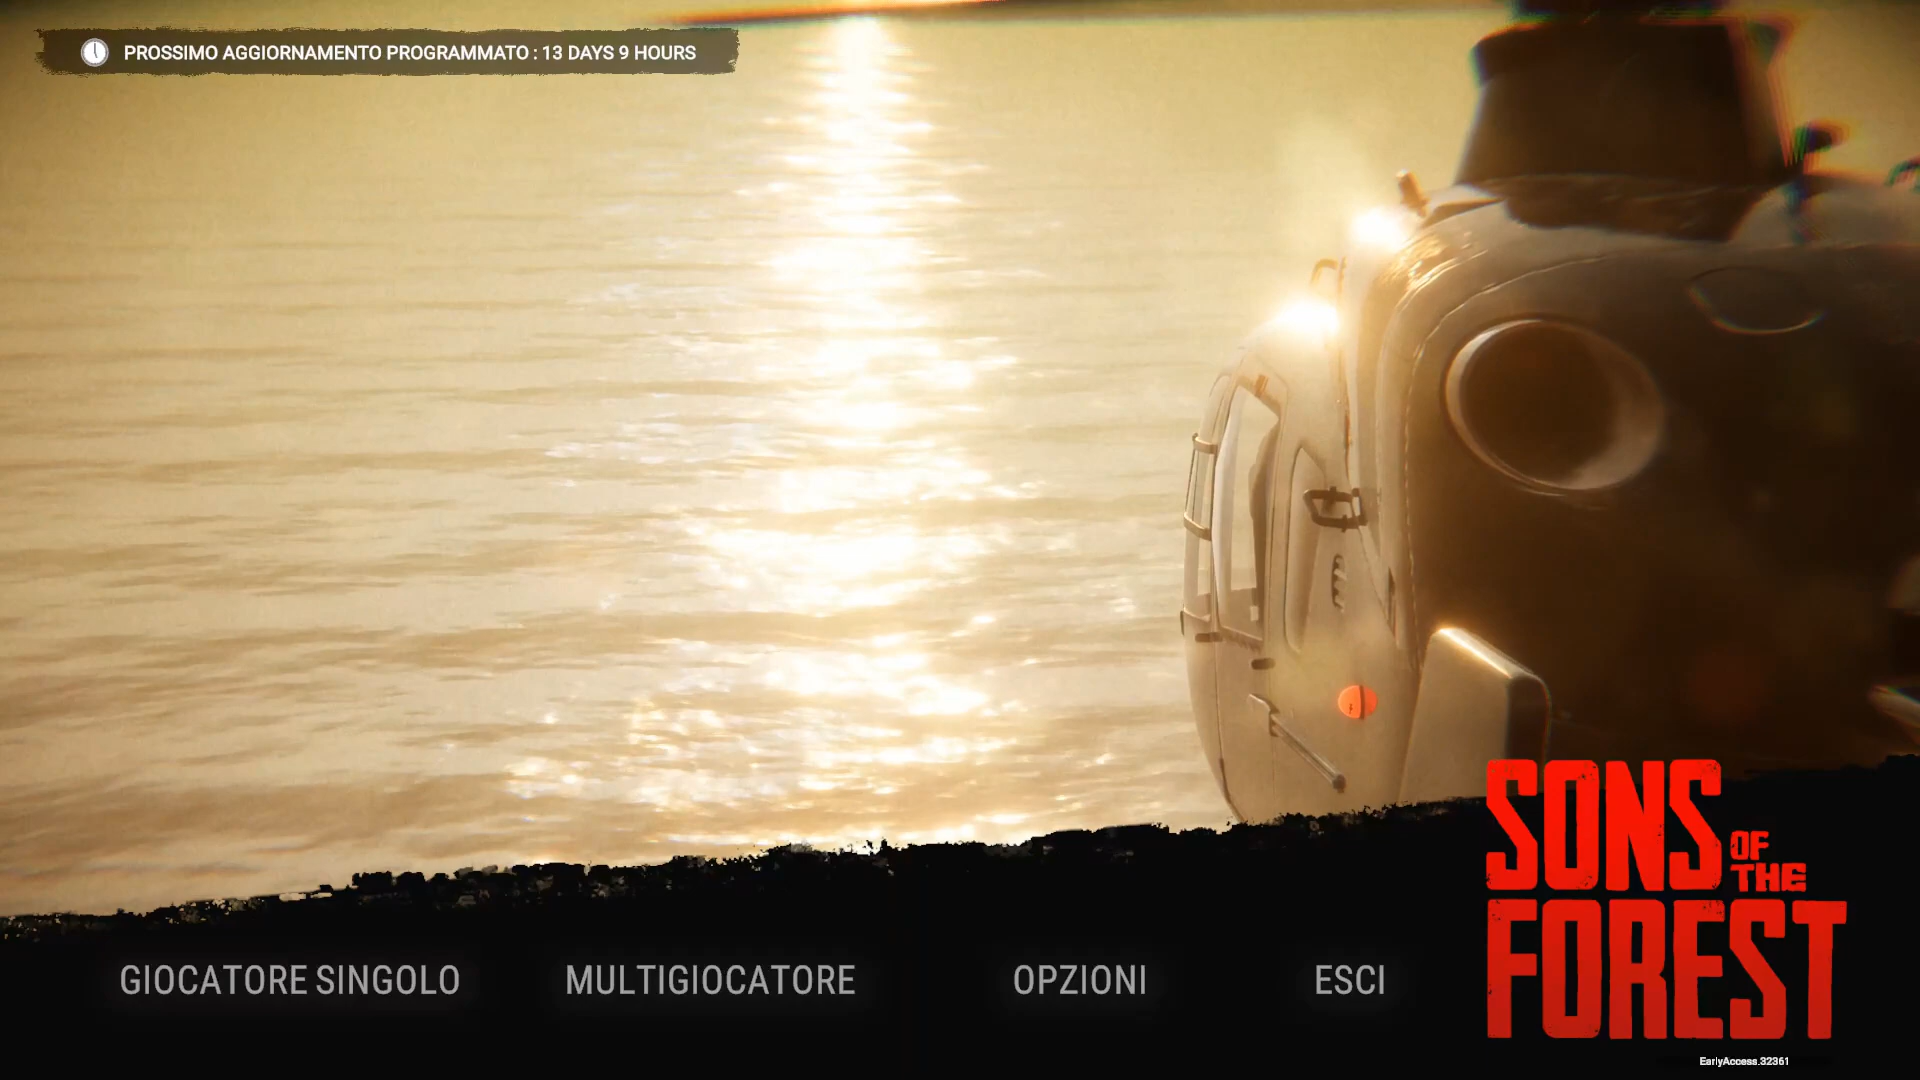 PROSSIMO AGGIORNAMENTO PROGRAMMATO : 13 DAYS 9 HOURS
SONS OF THE
FOREST
GIOCATORE SINGOLO MULTIGIOCATORE OPZIONI ESCI
EarlyAccess.32361